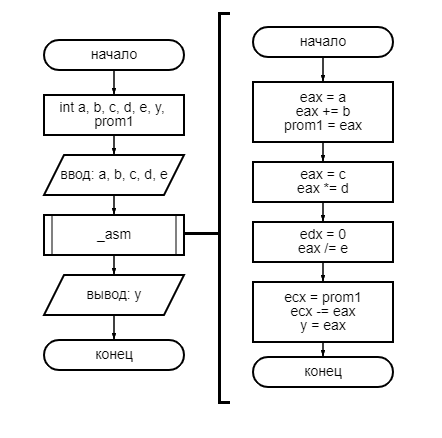 начало
int a, b, c, d, e, y,
prom1
ввод: a, b, c, d, e
_asm
вывод: y
конец
начало
eax = a
eax += b
prom1 = eax
eax = c
eax *= d
edx = 0
eax /= e
ecx = prom1
ecx -= eax
y = eax
конец